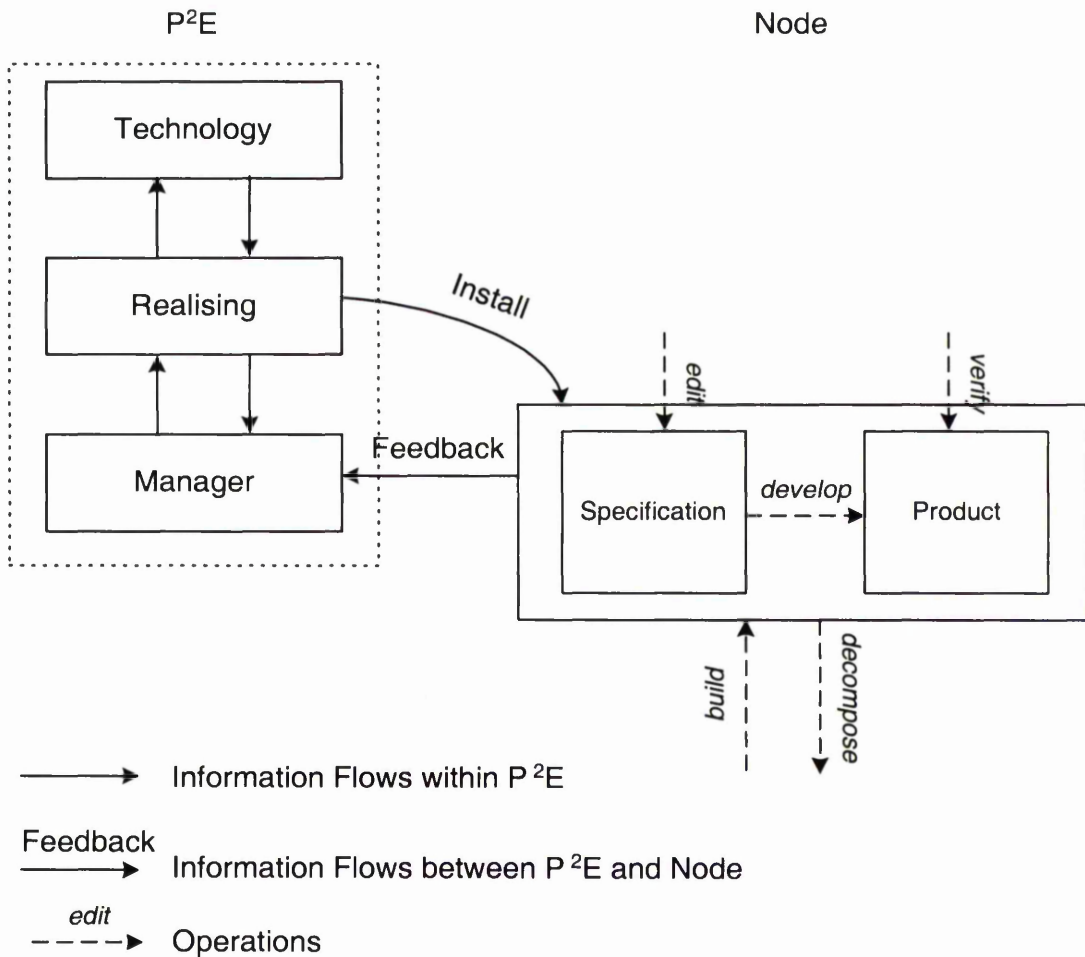 P²E
Node
Technology
Realising
Manager
Install
Feedback
edit
verify
Specification
develop
Product
build
decompose
Information Flows within P²E
Feedback
Information Flows between P²E and Node
edit
Operations